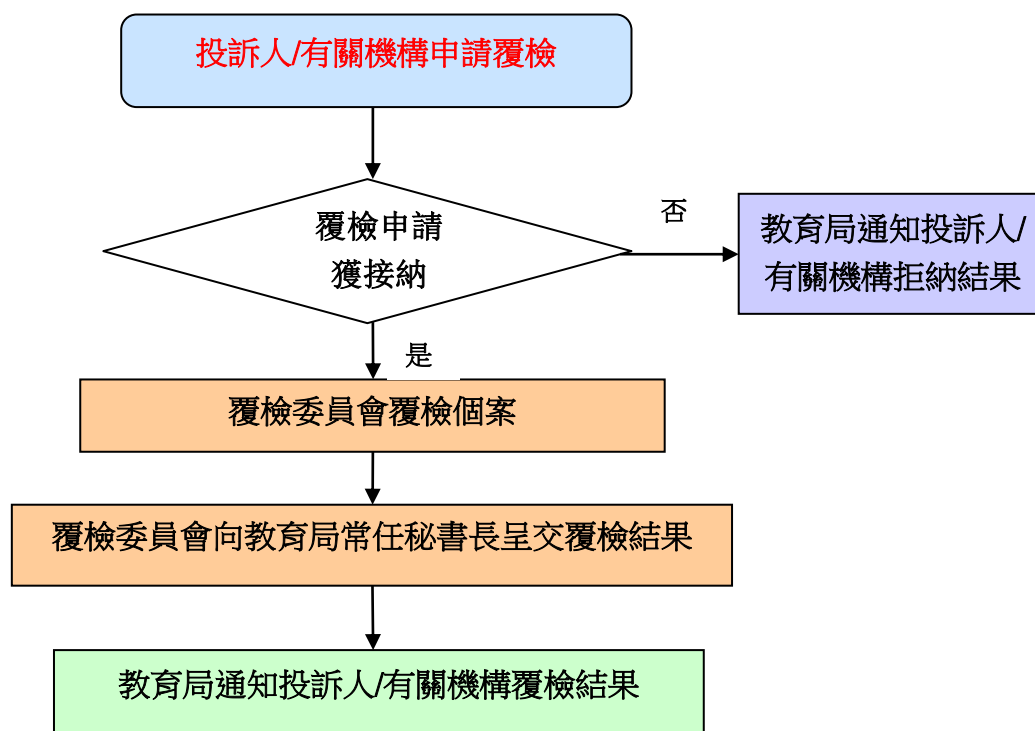 投訴人/有關機構申請覆檢
覆檢申請
獲接納
否
教育局通知投訴人/
有關機構拒納結果
是
覆檢委員會覆檢個案
覆檢委員會向教育局常任秘書長呈交覆檢結果
教育局通知投訴人/有關機構覆檢結果